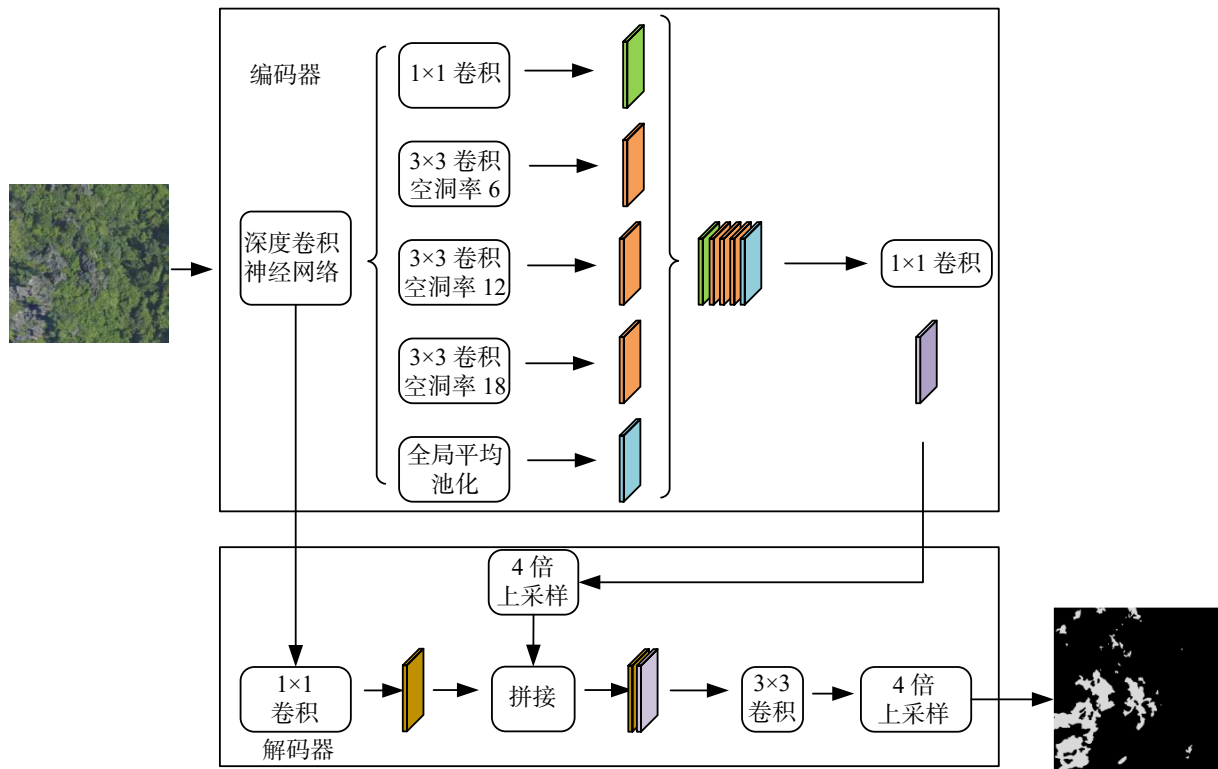 编码器
1×1 卷积
3×3 卷积
空洞率 6
深度卷积
神经网络
3×3 卷积
空洞率 12
1×1 卷积
3×3 卷积
空洞率 18
全局平均
池化
4 倍
上采样
1×1
卷积
拼接
3×3
卷积
4 倍
上采样
解码器